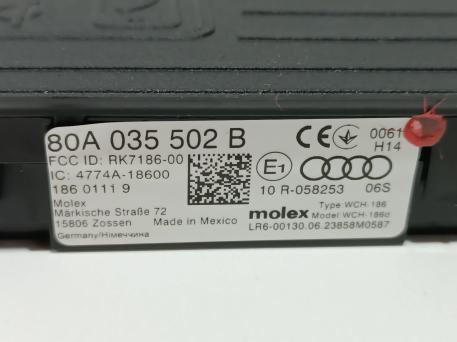 80A 035 502 B
FCC ID: RK7186-00
IC: 4774A-18600
186 0111 9
Molex
Märkische Straße 72
15806 Zossen
Made in Mexico
Germany/Німеччина
CE
0061
H14
E1
10 R-058253 06S
molex
Type WCH-186
Model: WCH-186d
LR6-00130.06.23858M0587